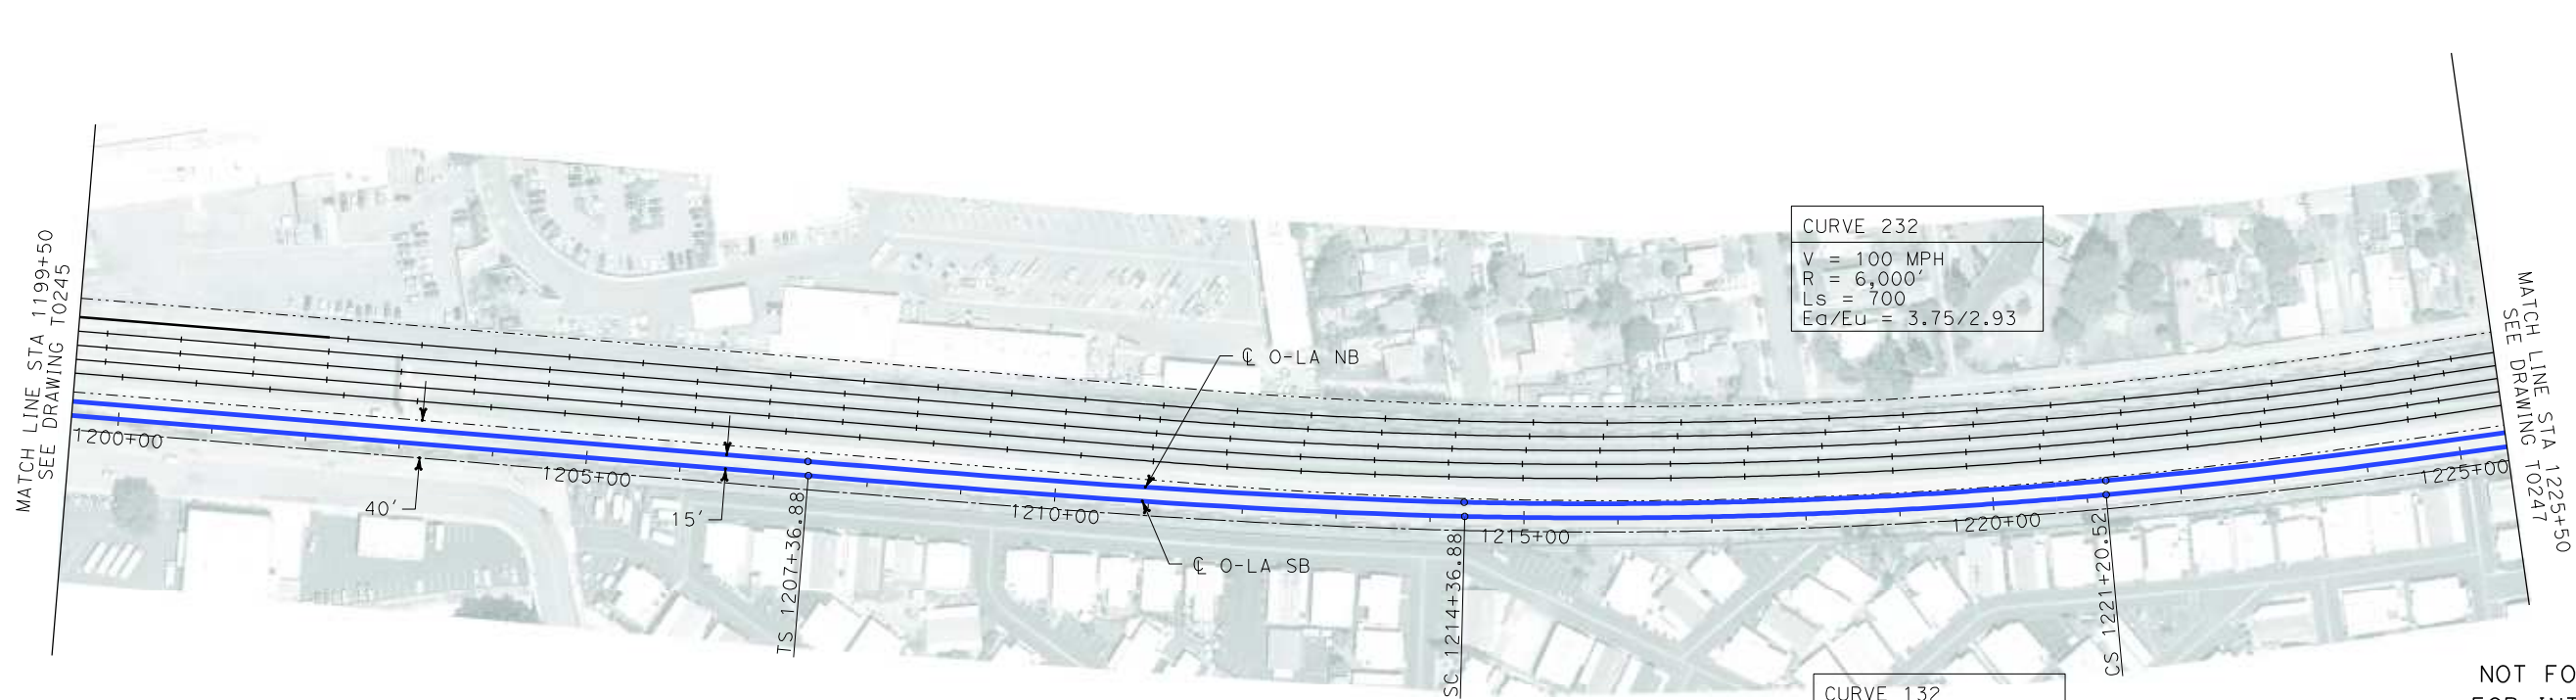 MATCH LINE STA 1199+50
SEE DRAWING TO245
CURVE 232
V = 100 MPH
R = 6,000'
Ls = 700
Ea/Eu = 3.75/2.93
MATCH LINE STA 1225+50
SEE DRAWING TO247
℄ O-LA NB
1200+00
1205+00
1210+00
1215+00
1220+00
1225+00
40'
15'
TS 1207+36.88
℄ O-LA SB
SC 1214+36.88
CS 1221+20.52
CURVE 132
NOT FO